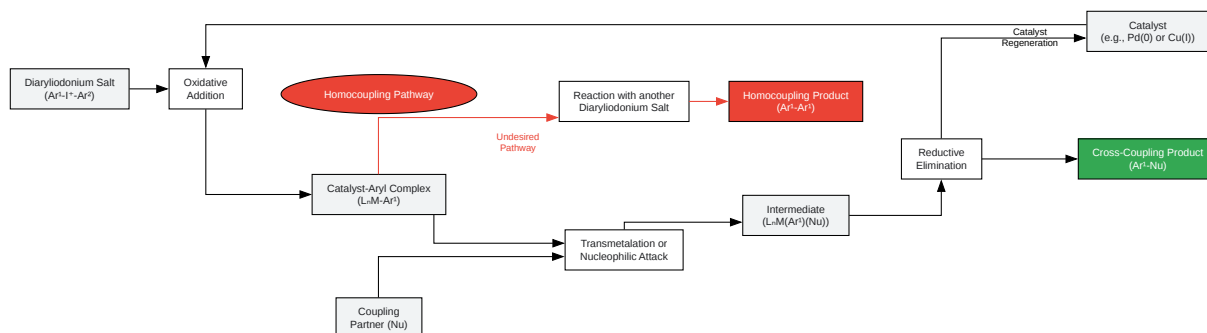 Catalyst
(e.g., Pd(0) or Cu(I))
Catalyst
Regeneration
Diaryliodonium Salt
(Ar¹-I⁺-Ar²)
Oxidative
Addition
Homocoupling Pathway
Reaction with another
Diaryliodonium Salt
Homocoupling Product
(Ar¹-Ar¹)
Undesired
Pathway
Reductive
Elimination
Cross-Coupling Product
(Ar¹-Nu)
Catalyst-Aryl Complex
(LₙM-Ar¹)
Intermediate
(LₙM(Ar¹)(Nu))
Transmetalation or
Nucleophilic Attack
Coupling
Partner (Nu)